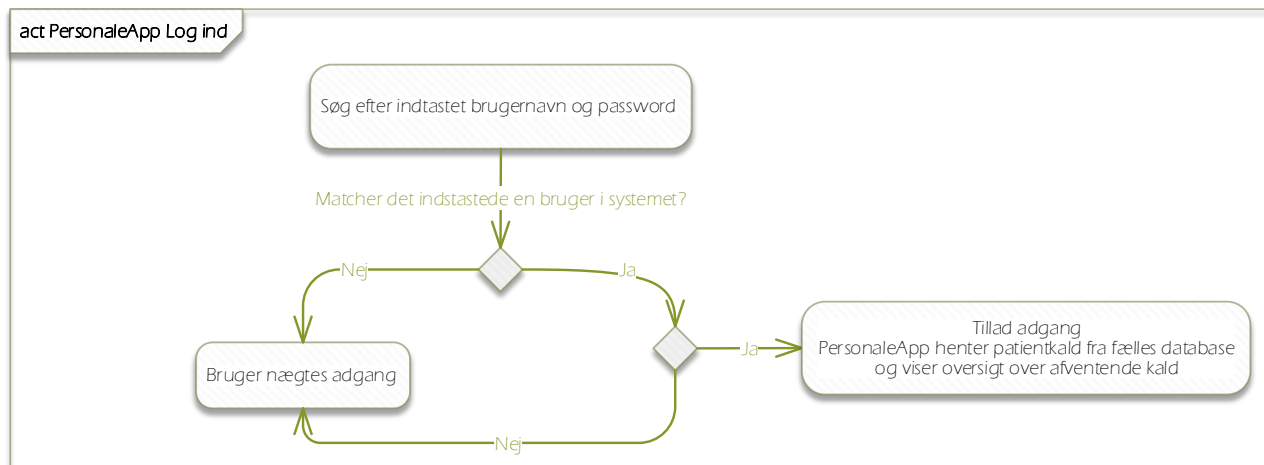 act PersonaleApp Log ind
Søg efter indtastet brugernavn og password
Matcher det indstastede en bruger i systemet?
Nej
Ja
Tillad adgang
PersonaleApp henter patientkald fra fælles database
og viser oversigt over afventende kald
Ja
Bruger nægtes adgang
Nej